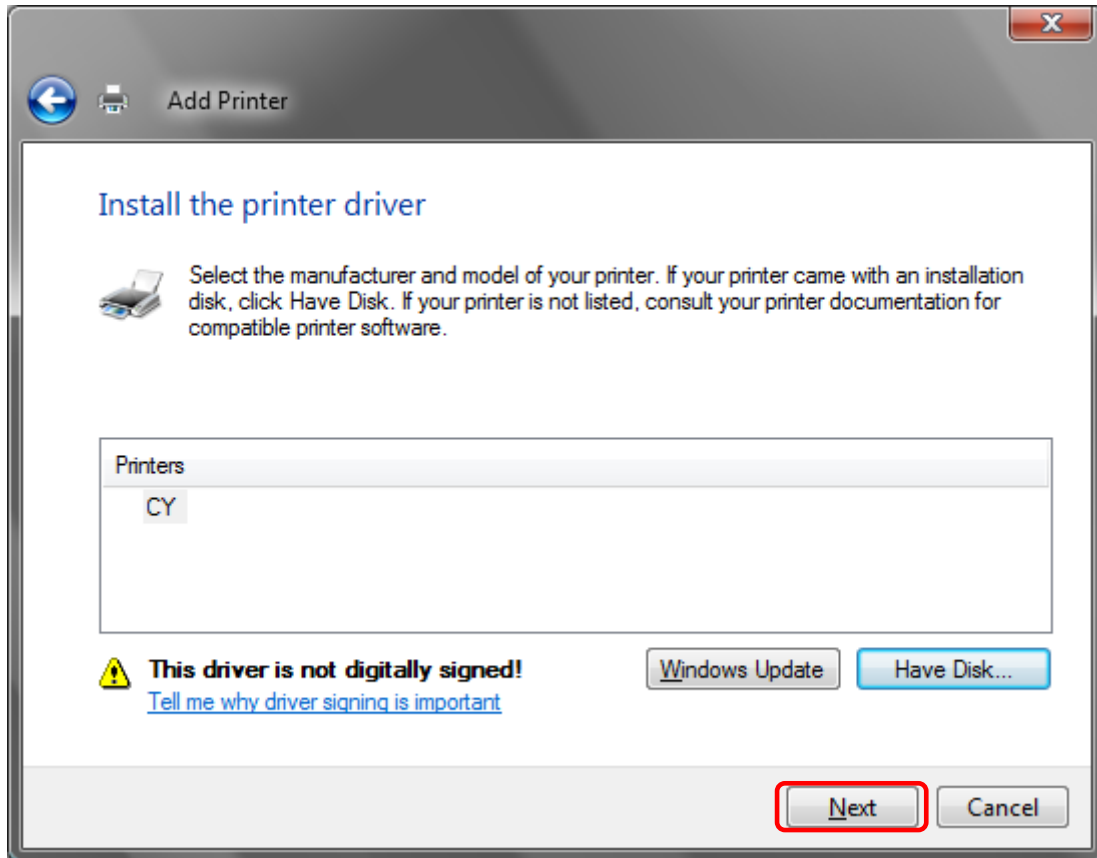 Add Printer
Install the printer driver
Select the manufacturer and model of your printer. If your printer came with an installation
disk, click Have Disk. If your printer is not listed, consult your printer documentation for
compatible printer software.
Printers
CY
This driver is not digitally signed!
Windows Update
Have Disk...
Tell me why driver signing is important
Next
Cancel